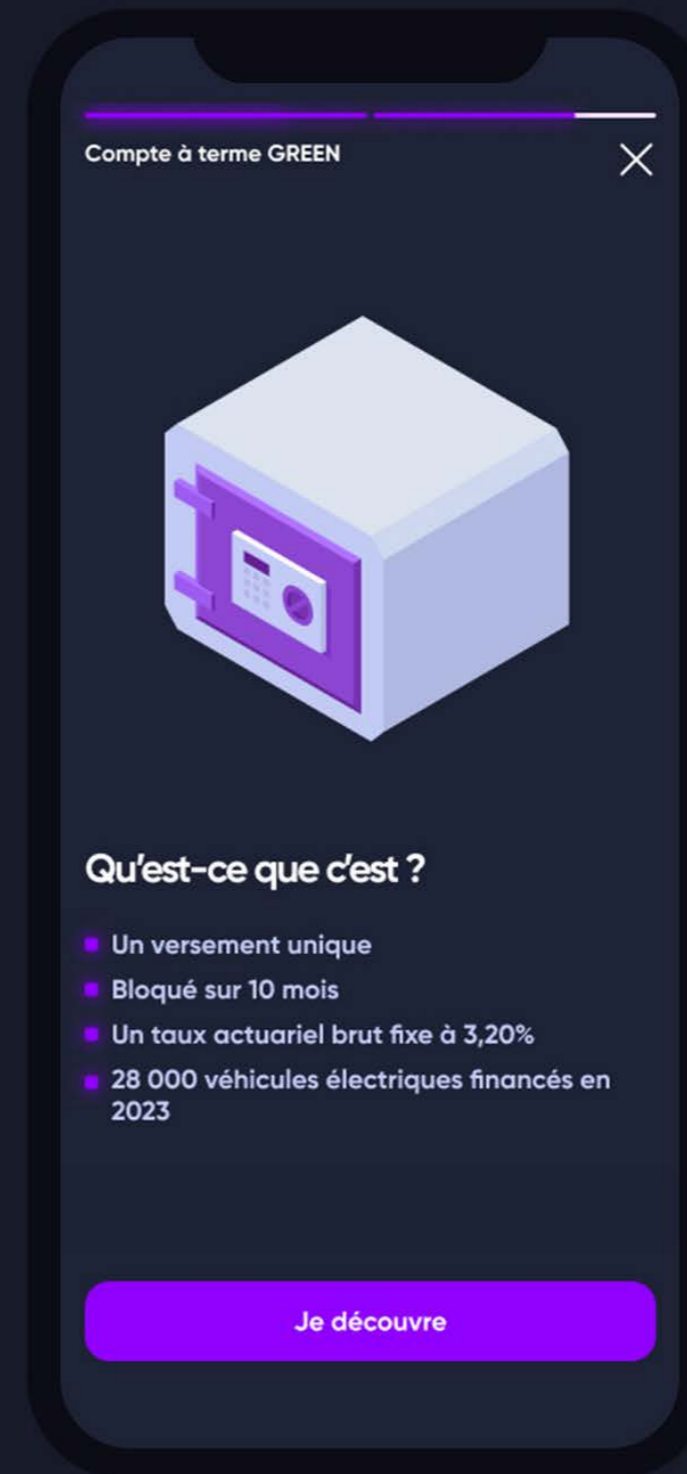 Compte à terme GREEN
Qu'est-ce que c'est ?
Un versement unique
Bloqué sur 10 mois
Un taux actuariel brut fixe à 3,20%
28 000 véhicules électriques financés en
2023
Je découvre